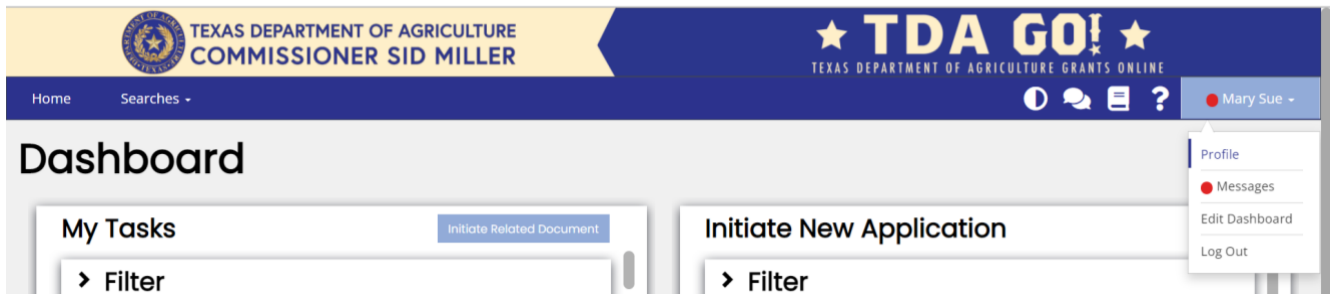 TEXAS DEPARTMENT OF AGRICULTURE
COMMISSIONER SID MILLER
TDA GO!
TEXAS DEPARTMENT OF AGRICULTURE GRANTS ONLINE
Home Searches ? Mary Sue
Dashboard
Profile
Messages
Edit Dashboard
Log Out
My Tasks Initiate Related Document
Filter
Initiate New Application
Filter